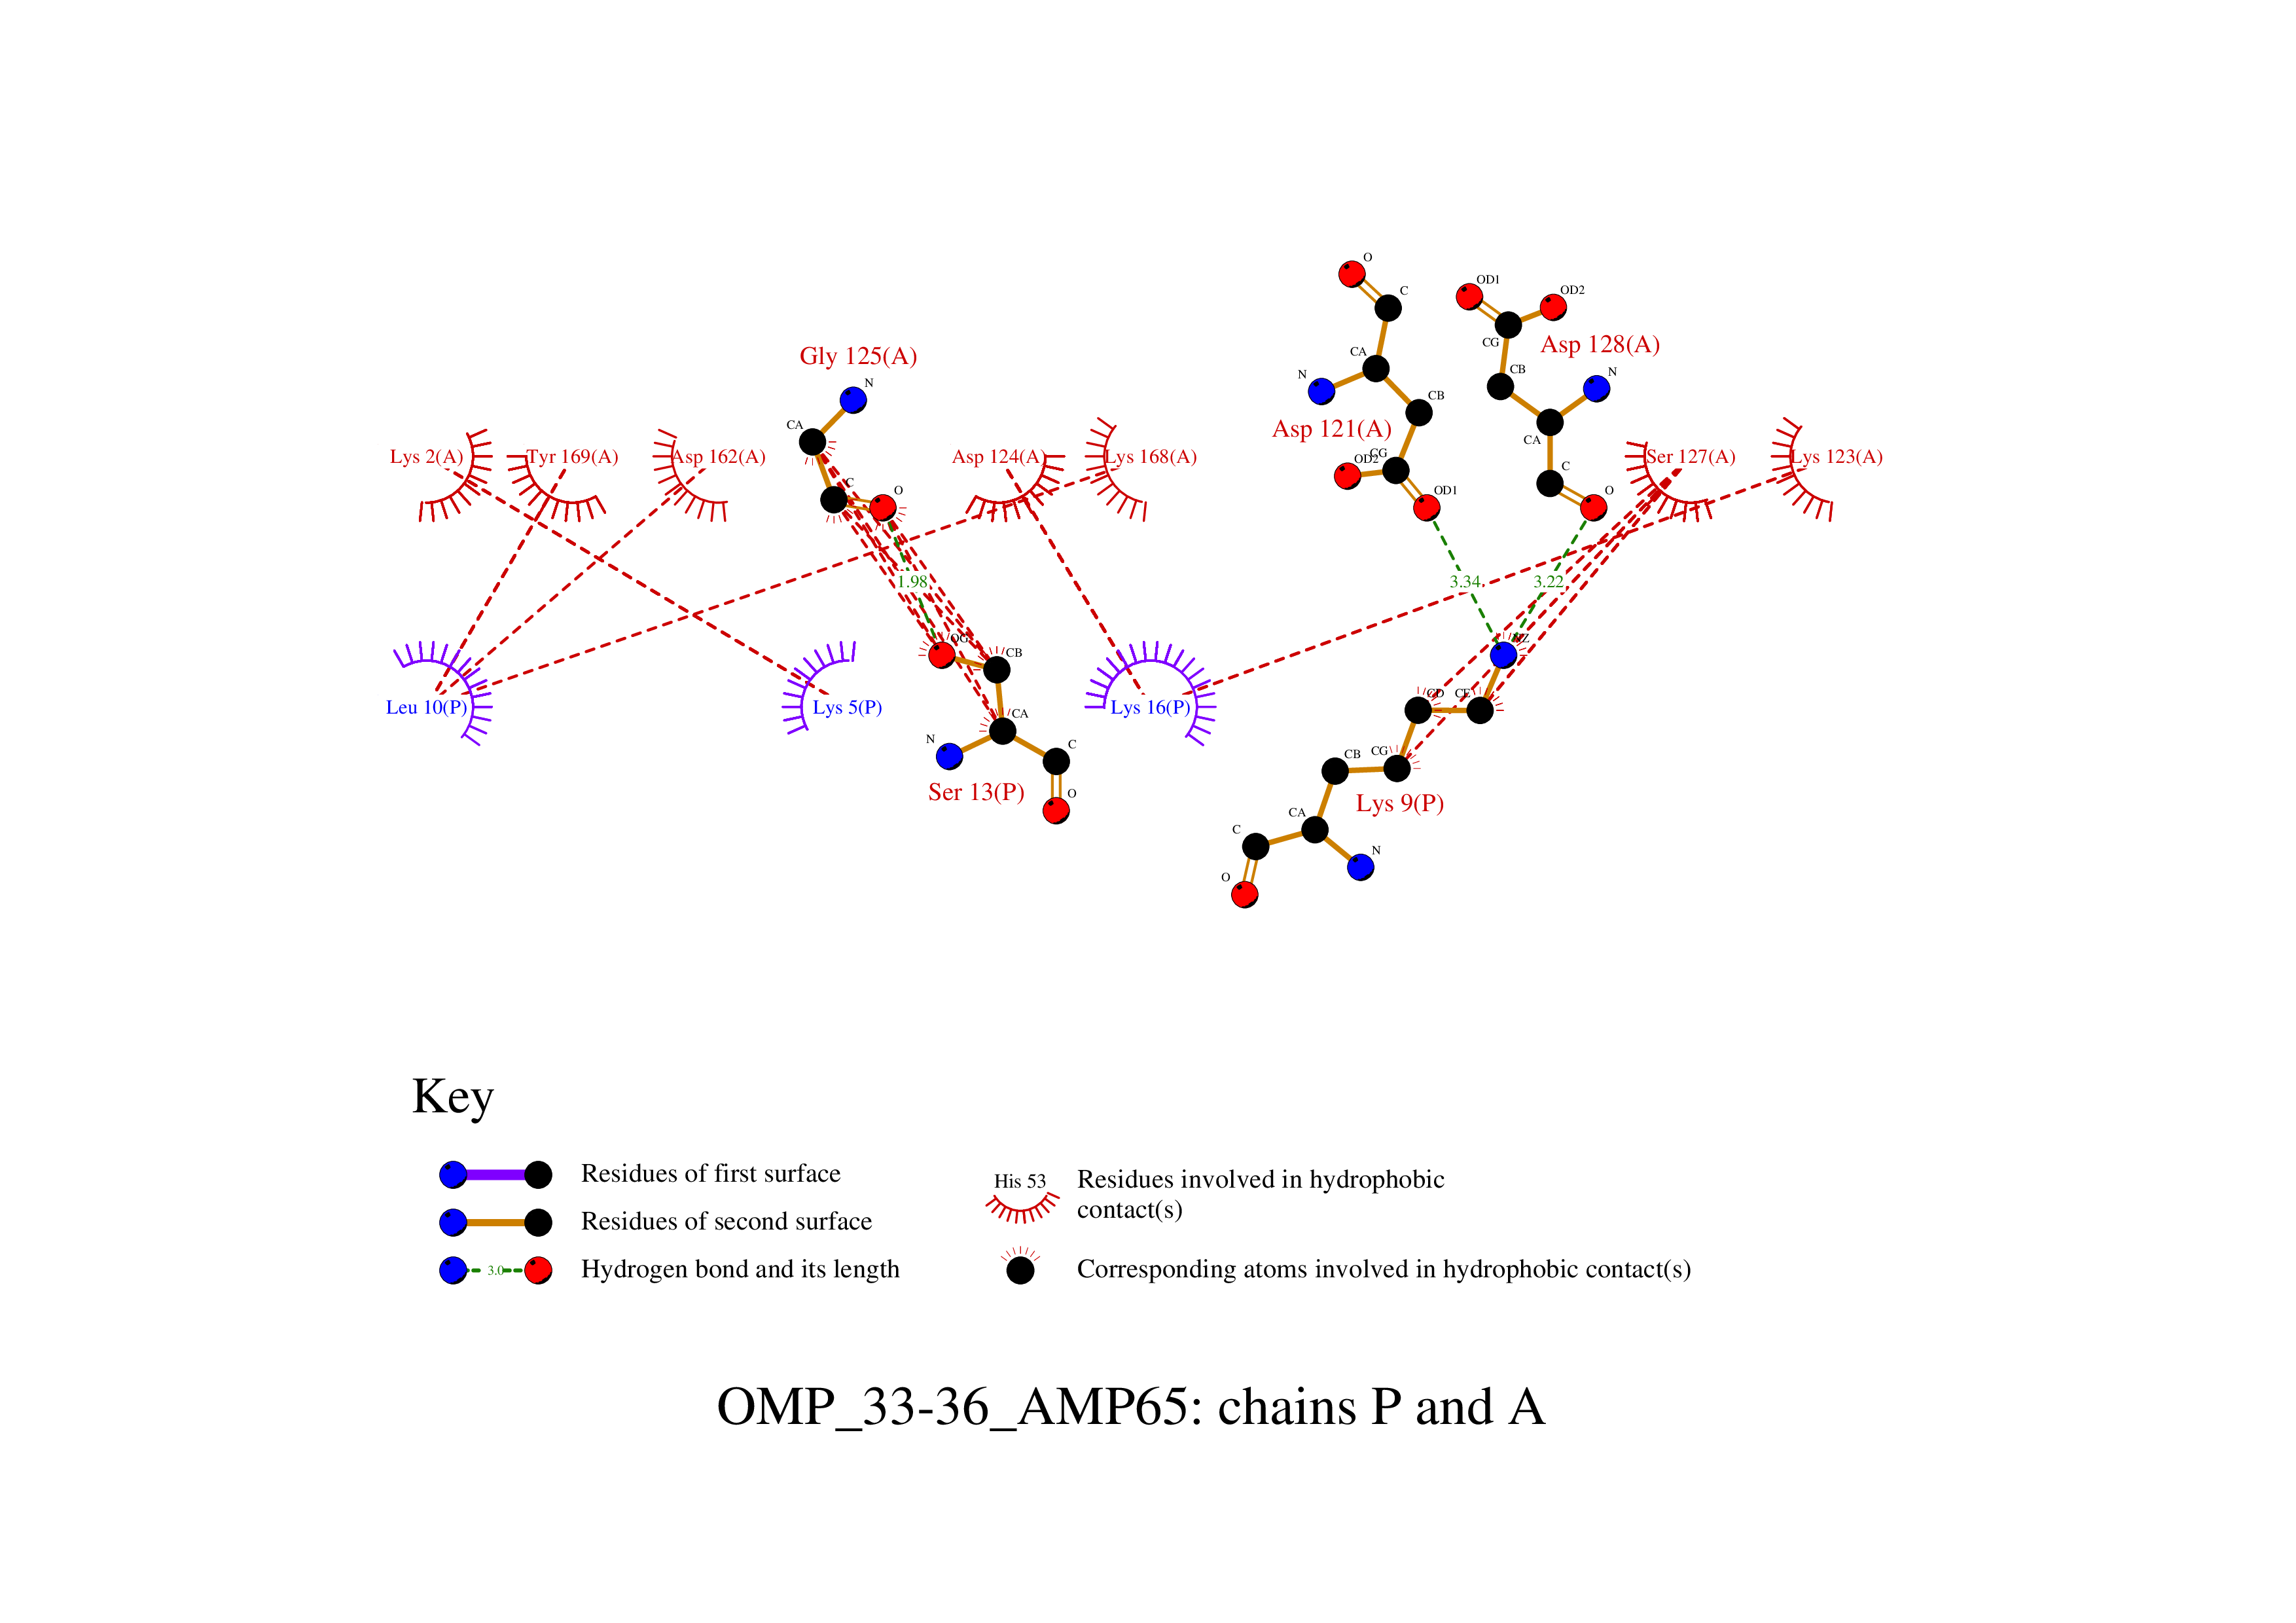 O
C
OD1
OD2
CG
Asp 128(A)
Gly 125(A)
CA
N
CB
N
N
CB
CA
Asp 121(A)
CA
Lys 2(A)
Tyr 169(A)
Asp 162(A)
Asp 124(A)
Lys 168(A)
CG
OD2
C
Ser 127(A)
Lys 123(A)
C
O
OD1
O
1.98
3.34
3.22
OG
CB
NZ
CD
CE
Leu 10(P)
Lys 5(P)
CA
Lys 16(P)
N
C
CB
CG
Ser 13(P)
O
Lys 9(P)
CA
C
N
O
Key
Residues of first surface
Residues of second surface
3.0
Hydrogen bond and its length
His 53
Residues involved in hydrophobic
contact(s)
Corresponding atoms involved in hydrophobic contact(s)
OMP_33-36_AMP65: chains P and A